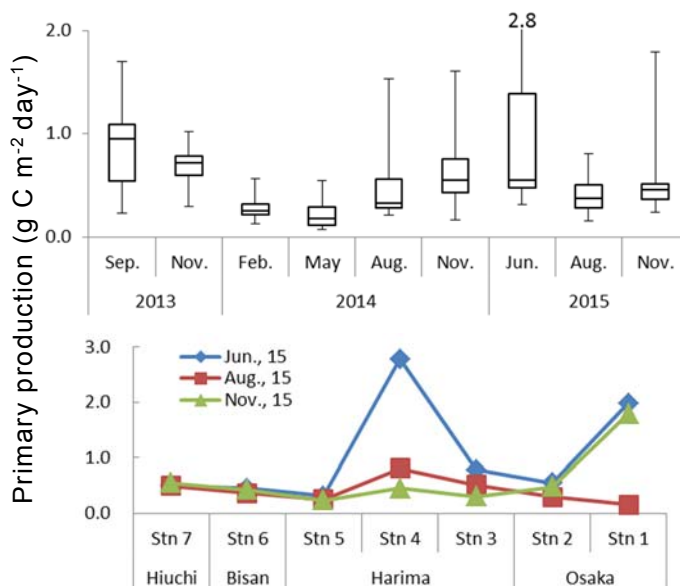 Primary production (g C m⁻² day⁻¹)
2.8
2.0
1.0
0.0
Sep. Nov. Feb. May Aug. Nov. Jun. Aug. Nov.
2013 2014 2015
3.0
2.0
1.0
0.0
Jun., 15
Aug., 15
Nov., 15
Stn 7 Stn 6 Stn 5 Stn 4 Stn 3 Stn 2 Stn 1
Hiuchi Bisan Harima Osaka